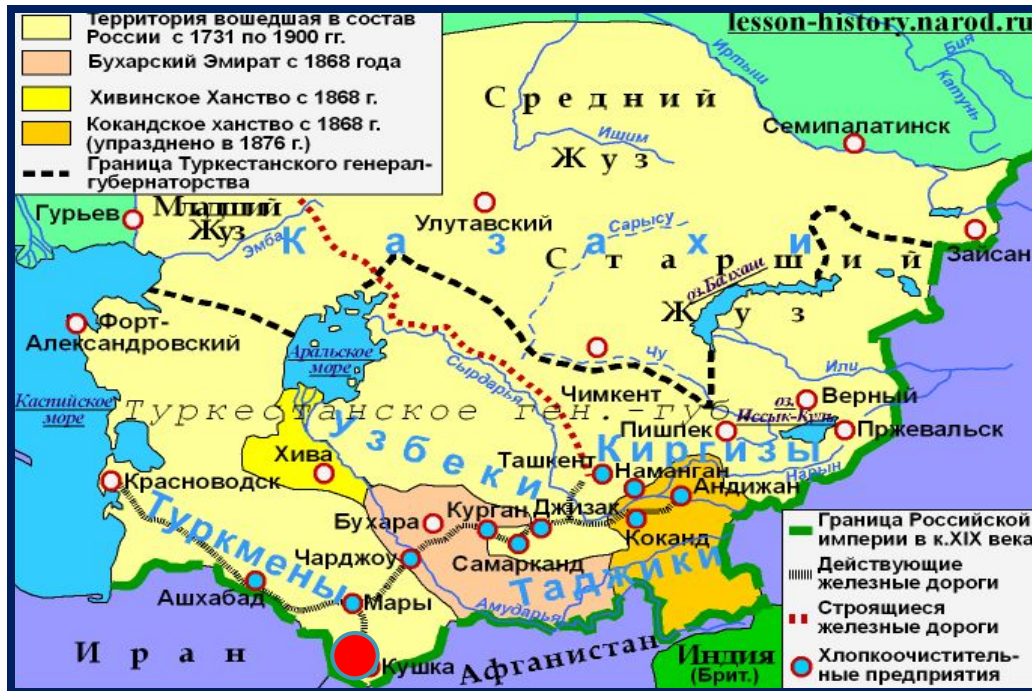 Территория вошедшая в состав
России с 1731 по 1900 гг.
Бухарский Эмират с 1868 года
Хивинское Ханство с 1868 г.
Кокандское ханство с 1868 г.
(упразднено в 1876 г.)
Граница Туркестанского генерал-
губернаторства
lesson-history.narod.ru
Иртыш
Бия
Катунь
Средний
Жуз
Ишим
Семипалатинск
Гурьев
Младший
Жуз
Эмба
Улутавский
Сарысу
Казахи
Старший
Жуз
Зайсан
оз.Балхаш
Форт-
Александровский
Аральское
море
Каспийское
море
Сырдарья
Чу
Или
Чимкент
Верный
Туркестанское ген.-губ.
оз.
Иссык-Куль
Пишпек
Пржевальск
Узбеки
Киргизы
Нарын
Хива
Ташкент
Наманган
Андижан
Красноводск
Туркмены
Бухара
Курган
Джизак
Коканд
Чарджоу
Самарканд
Таджики
Ашхабад
Мары
Амударья
Иран
Кушка
Афганистан
Индия
(Брит.)
Граница Российской
империи в к.XIX века
Действующие
железные дороги
Строящиеся
железные дороги
Хлопкоочиститель-
ные предприятия